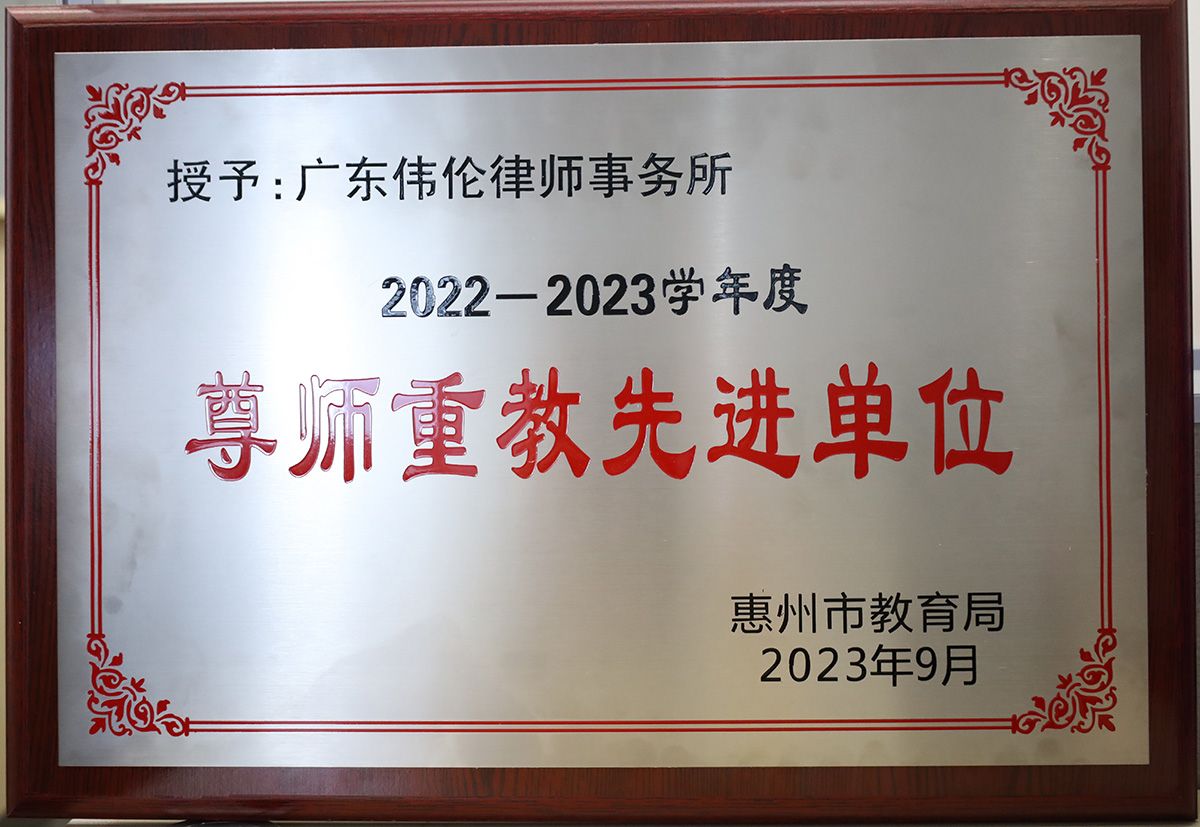 授予:广东伟伦律师事务所
2022—2023学年度
尊师重教先进单位
惠州市教育局
2023年9月